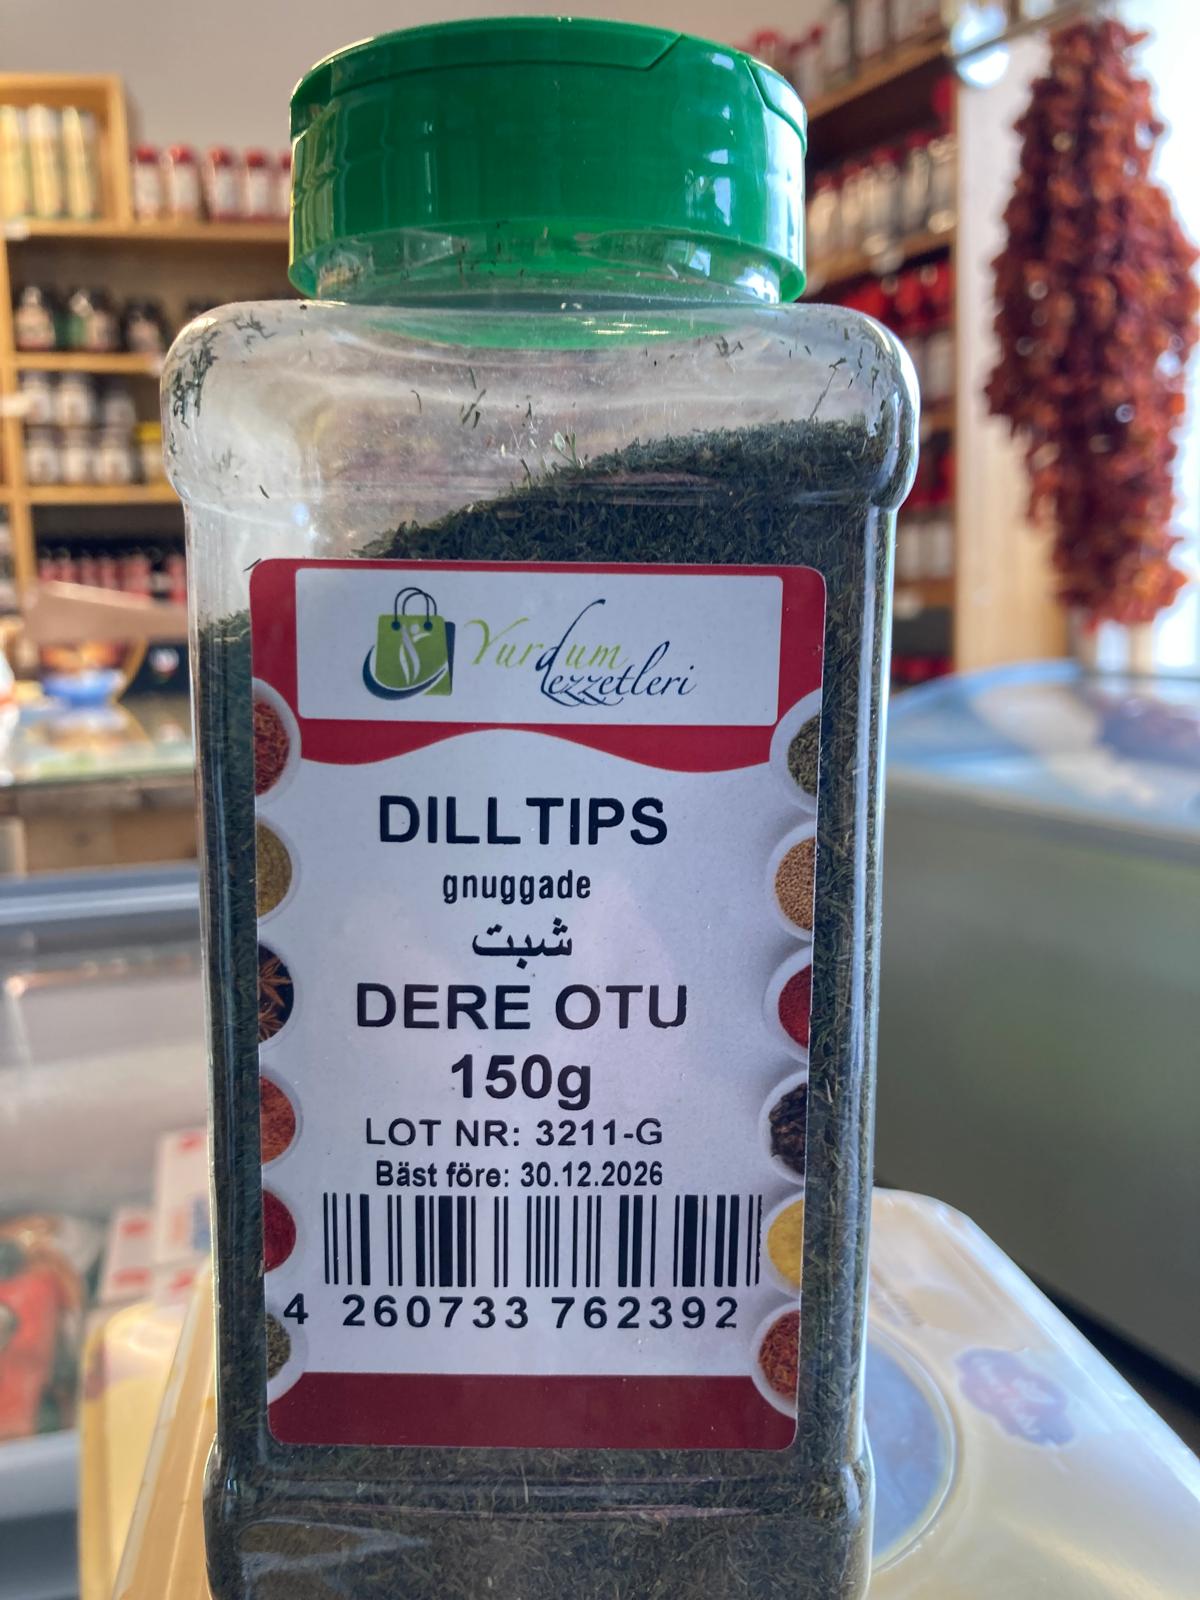 Yurdum
Lezzetleri
DILLTIPS
gnuggade
شبت
DERE OTU
150g
LOT NR: 3211-G
Bäst före: 30.12.2026
4 260733 762392